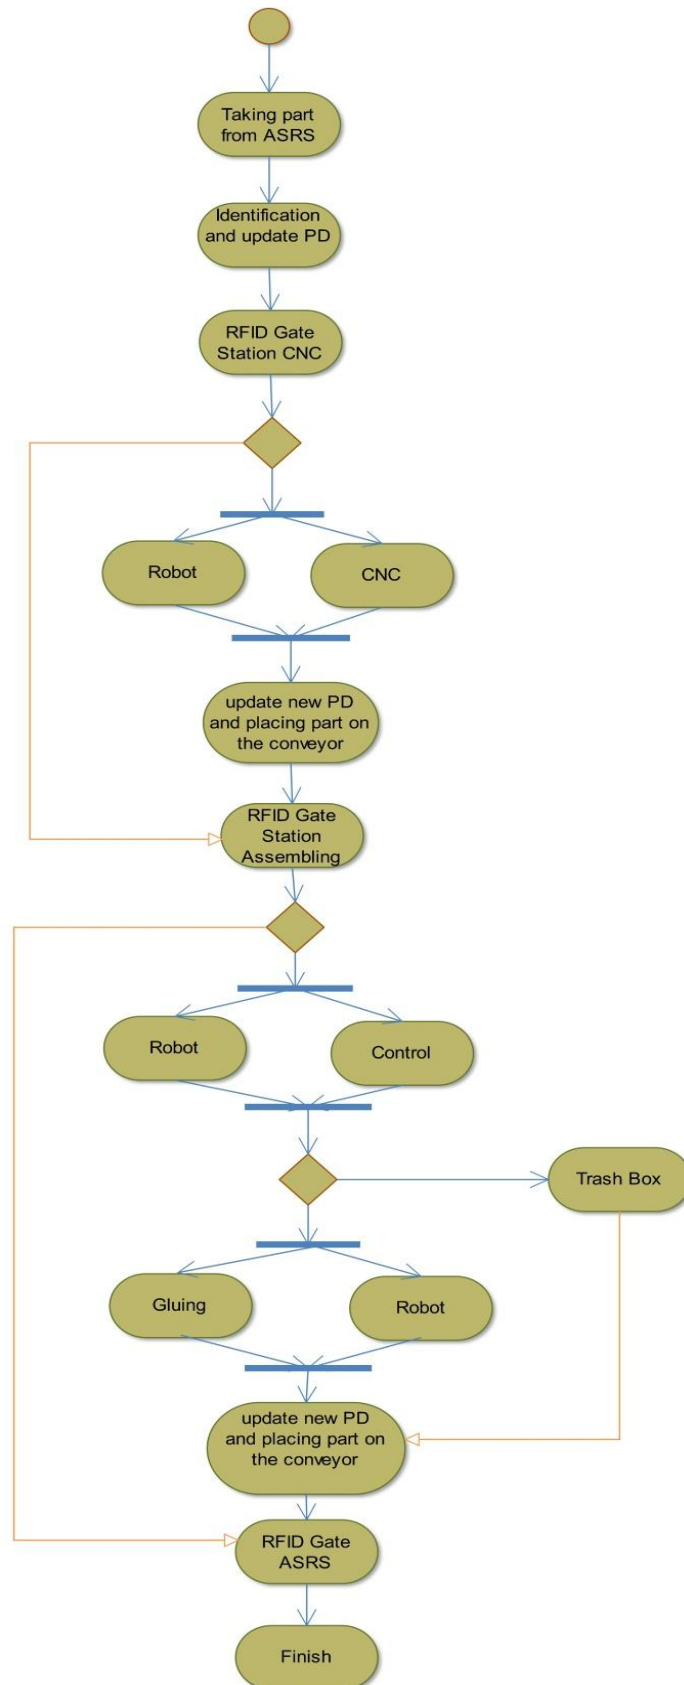 Taking part
from ASRS
Identification
and update PD
RFID Gate
Station CNC
Robot
CNC
update new PD
and placing part on
the conveyor
RFID Gate
Station
Assembling
Robot
Control
Trash Box
Gluing
Robot
update new PD
and placing part on
the conveyor
RFID Gate
ASRS
Finish